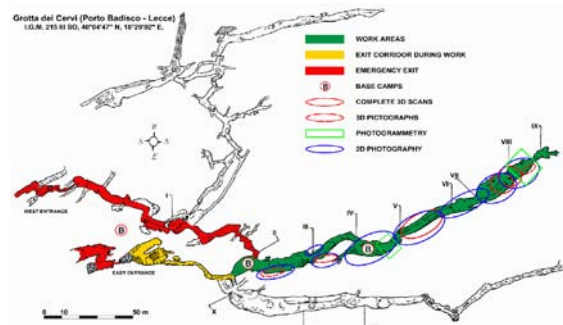 Grotta dei Cervi (Porto Badisco - Lecce)
I.G.M. 215 III SO, 40°04'47" N, 18°29'02" E.
WORK AREAS
EXIT CORRIDOR DURING WORK
EMERGENCY EXIT
B BASE CAMPS
COMPLETE 3D SCANS
3D PICTOGRAPHS
PHOTOGRAMMETRY
2D PHOTOGRAPHY
IX
VIII
VII
VI
V
IV
III
II
I
WEST ENTRANCE
B
B
B
EAST ENTRANCE
X
0 10 50 m